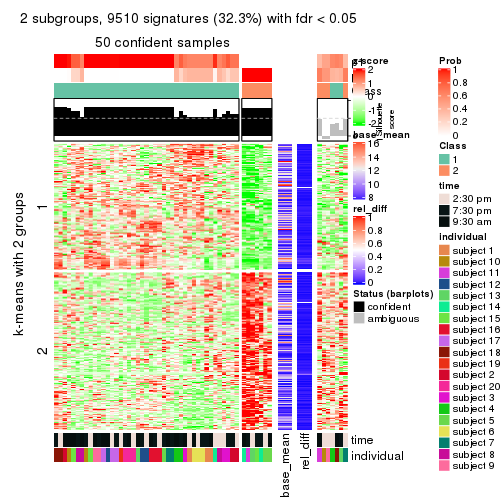 2 subgroups, 9510 signatures (32.3%) with fdr < 0.05
50 confident samples
k-means with 2 groups
1
2
z-score
2
1
0
-1
-2
Silhouette
score
base_mean
16
14
12
10
8
rel_diff
1
0.8
0.6
0.4
0.2
0
Status (barplots)
confident
ambiguous
time
individual
base_mean
rel_diff
Prob
1
0.8
0.6
0.4
0.2
0
Class
1
2
time
2:30 pm
7:30 pm
9:30 am
individual
subject 1
subject 10
subject 11
subject 12
subject 13
subject 14
subject 15
subject 16
subject 17
subject 18
subject 19
subject 2
subject 20
subject 3
subject 4
subject 5
subject 6
subject 7
subject 8
subject 9